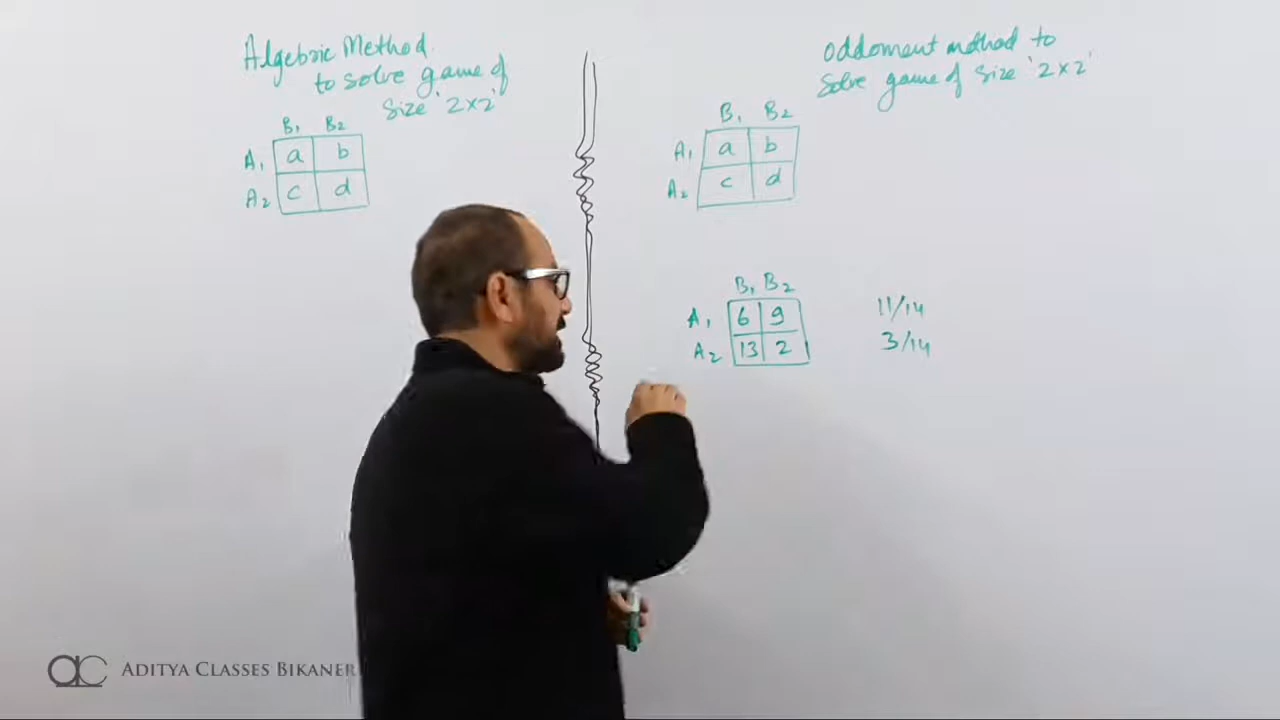 Algebric Method
to solve game of
size '2×2'
B₁ B₂
A₁ a b
A₂ c d
oddoment method to
Solve game of Size '2×2'
B₁ B₂
A₁ a b
A₂ c d
B₁ B₂
A₁ 6 9 11/14
A₂ 13 2 3/14
ac ADITYA CLASSES BIKANER